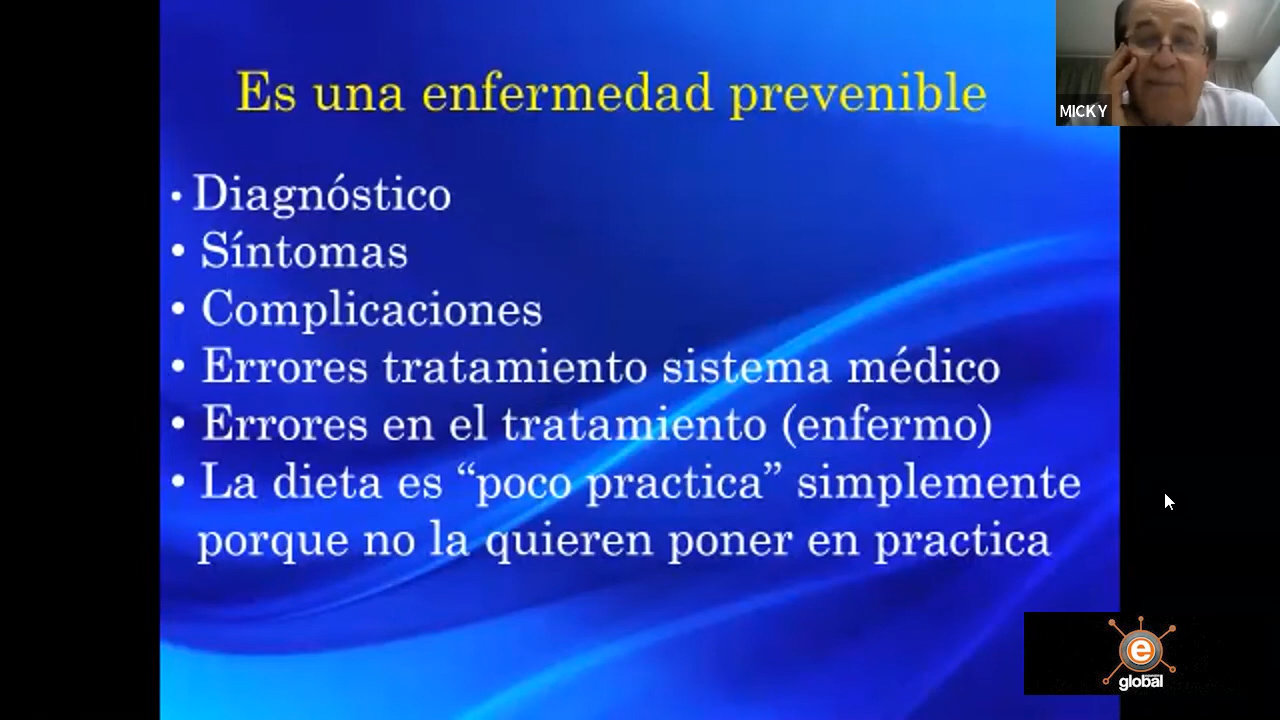 Es una enfermedad prevenible
MICKY
• Diagnóstico
• Síntomas
• Complicaciones
• Errores tratamiento sistema médico
• Errores en el tratamiento (enfermo)
• La dieta es “poco practica” simplemente
porque no la quieren poner en practica
e
global